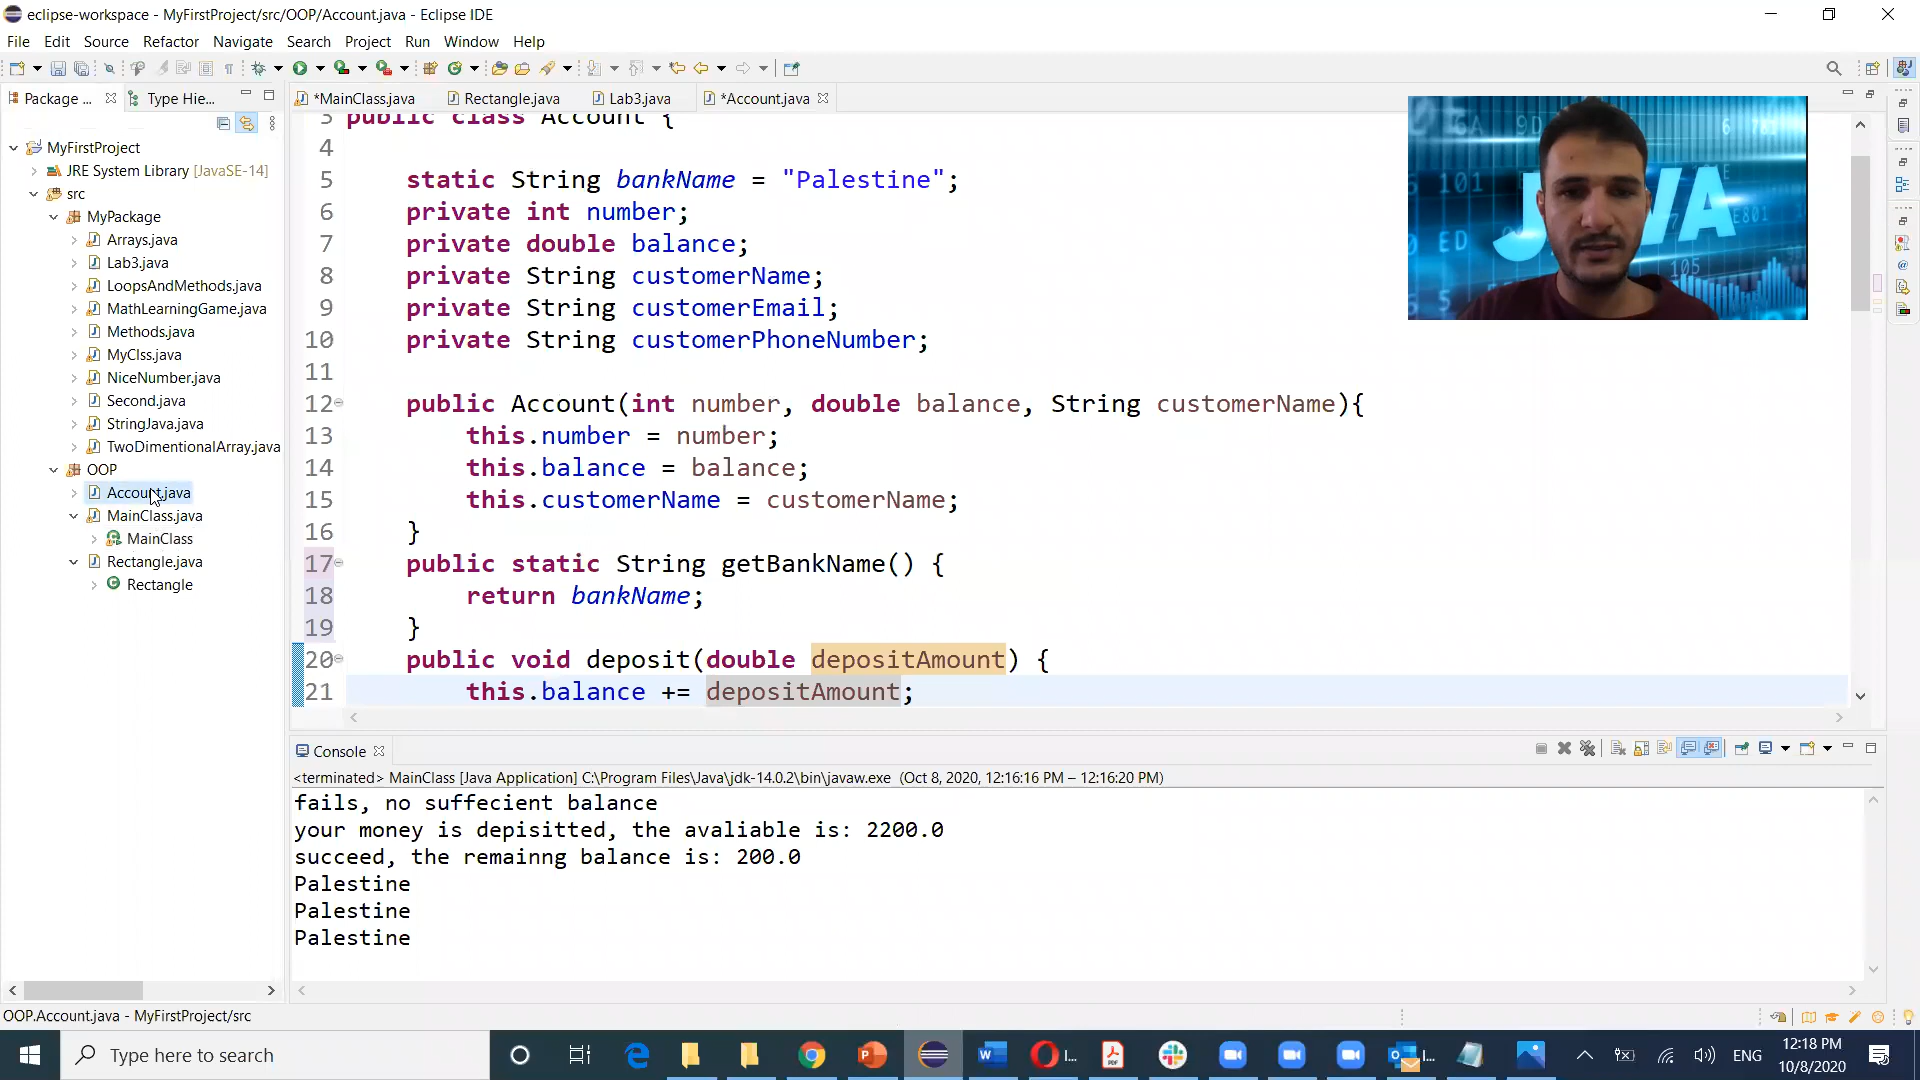 eclipse-workspace - MyFirstProject/src/OOP/Account.java - Eclipse IDE
File Edit Source Refactor Navigate Search Project Run Window Help
Package ... Type Hie...
*MainClass.java Rectangle.java Lab3.java *Account.java
MyFirstProject
JRE System Library [JavaSE-14]
src
MyPackage
Arrays.java
Lab3.java
LoopsAndMethods.java
MathLearningGame.java
Methods.java
MyClss.java
NiceNumber.java
Second.java
StringJava.java
TwoDimentionalArray.java
OOP
Account.java
MainClass.java
MainClass
Rectangle.java
Rectangle
3 public class Account {
4
5 static String bankName = "Palestine";
6 private int number;
7 private double balance;
8 private String customerName;
9 private String customerEmail;
10 private String customerPhoneNumber;
11
12 public Account(int number, double balance, String customerName){
13 this.number = number;
14 this.balance = balance;
15 this.customerName = customerName;
16 }
17 public static String getBankName() {
18 return bankName;
19 }
20 public void deposit(double depositAmount) {
21 this.balance += depositAmount;
Console
<terminated> MainClass [Java Application] C:\Program Files\Java\jdk-14.0.2\bin\javaw.exe (Oct 8, 2020, 12:16:16 PM – 12:16:20 PM)
fails, no suffecient balance
your money is depisitted, the avaliable is: 2200.0
succeed, the remainng balance is: 200.0
Palestine
Palestine
Palestine
OOP.Account.java - MyFirstProject/src
Type here to search
ENG
12:18 PM
10/8/2020